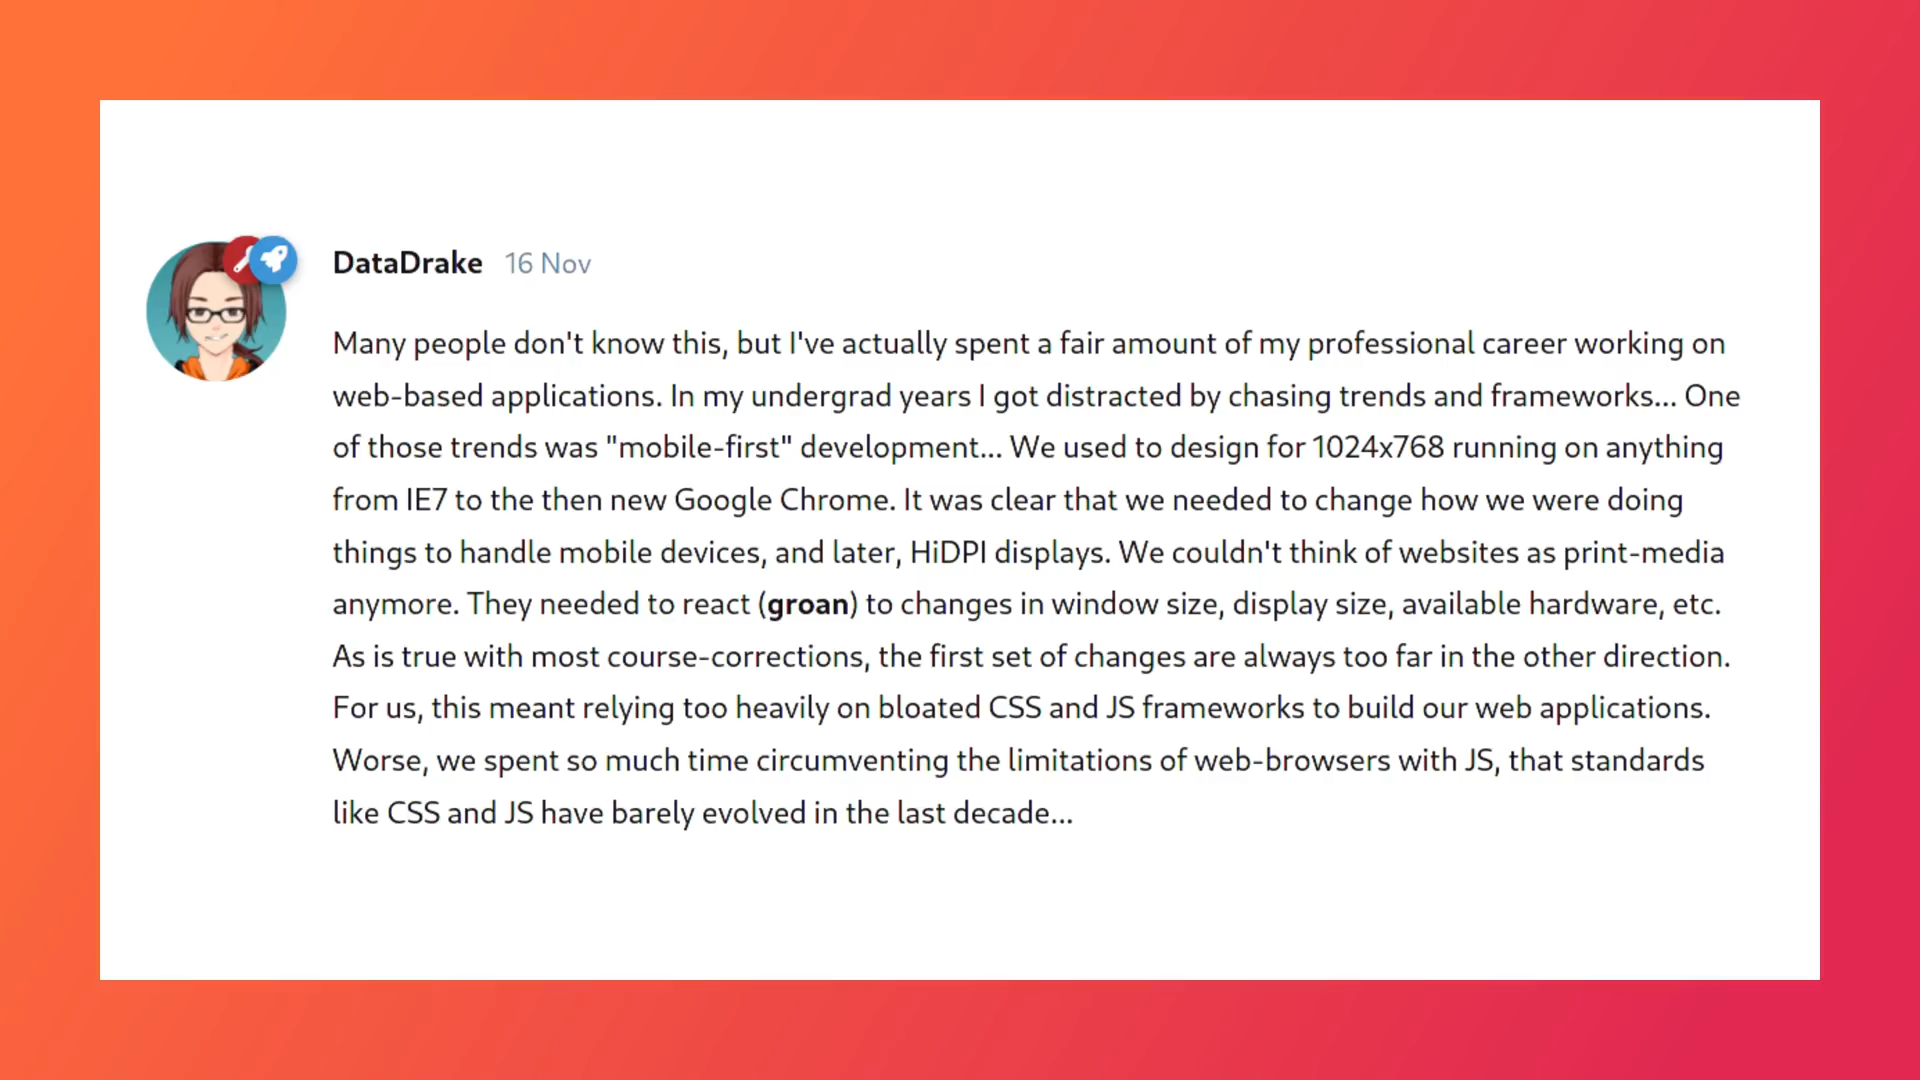 DataDrake 16 Nov
Many people don't know this, but I've actually spent a fair amount of my professional career working on
web-based applications. In my undergrad years I got distracted by chasing trends and frameworks... One
of those trends was "mobile-first" development... We used to design for 1024x768 running on anything
from IE7 to the then new Google Chrome. It was clear that we needed to change how we were doing
things to handle mobile devices, and later, HiDPI displays. We couldn't think of websites as print-media
anymore. They needed to react (groan) to changes in window size, display size, available hardware, etc.
As is true with most course-corrections, the first set of changes are always too far in the other direction.
For us, this meant relying too heavily on bloated CSS and JS frameworks to build our web applications.
Worse, we spent so much time circumventing the limitations of web-browsers with JS, that standards
like CSS and JS have barely evolved in the last decade...